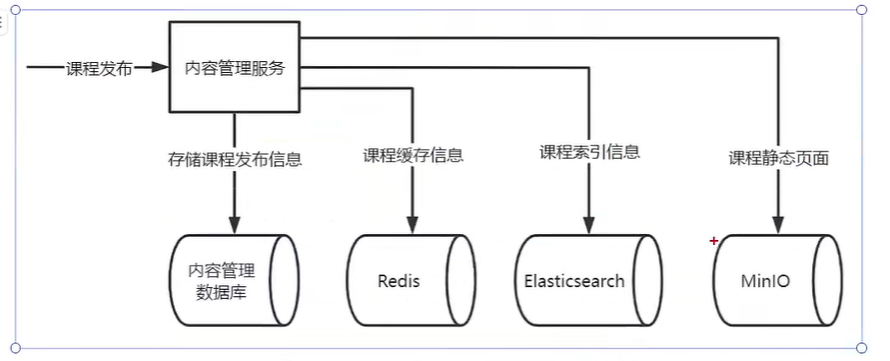 课程发布
内容管理服务
存储课程发布信息
课程缓存信息
课程索引信息
课程静态页面
内容管理
数据库
Redis
Elasticsearch
MinIO